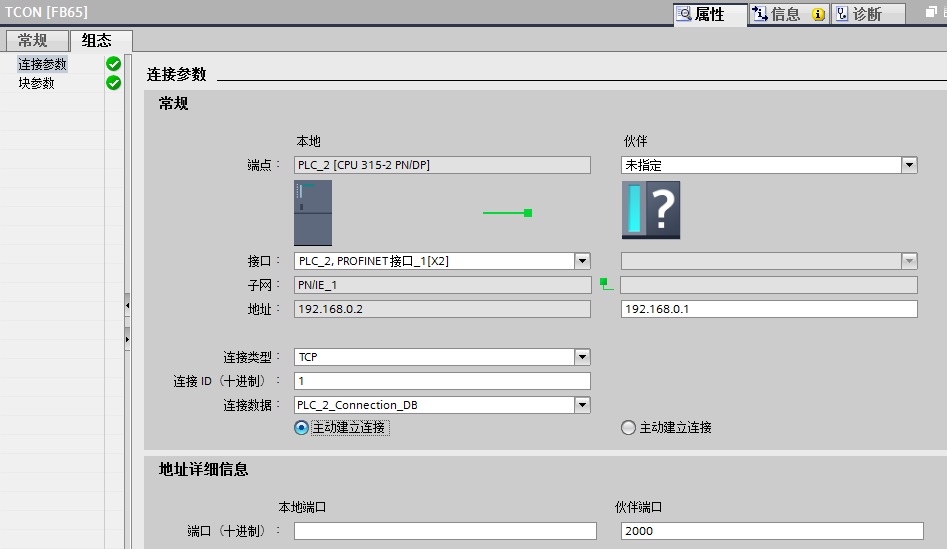 TCON [FB65]
属性 信息 诊断
常规 组态
连接参数
块参数
连接参数
常规
本地 伙伴
端点： PLC_2 [CPU 315-2 PN/DP] 未指定
?
接口： PLC_2, PROFINET接口_1[X2]
子网： PN/IE_1
地址： 192.168.0.2 192.168.0.1
连接类型： TCP
连接 ID（十进制）： 1
连接数据： PLC_2_Connection_DB
主动建立连接 主动建立连接
地址详细信息
本地端口 伙伴端口
端口（十进制）： 2000